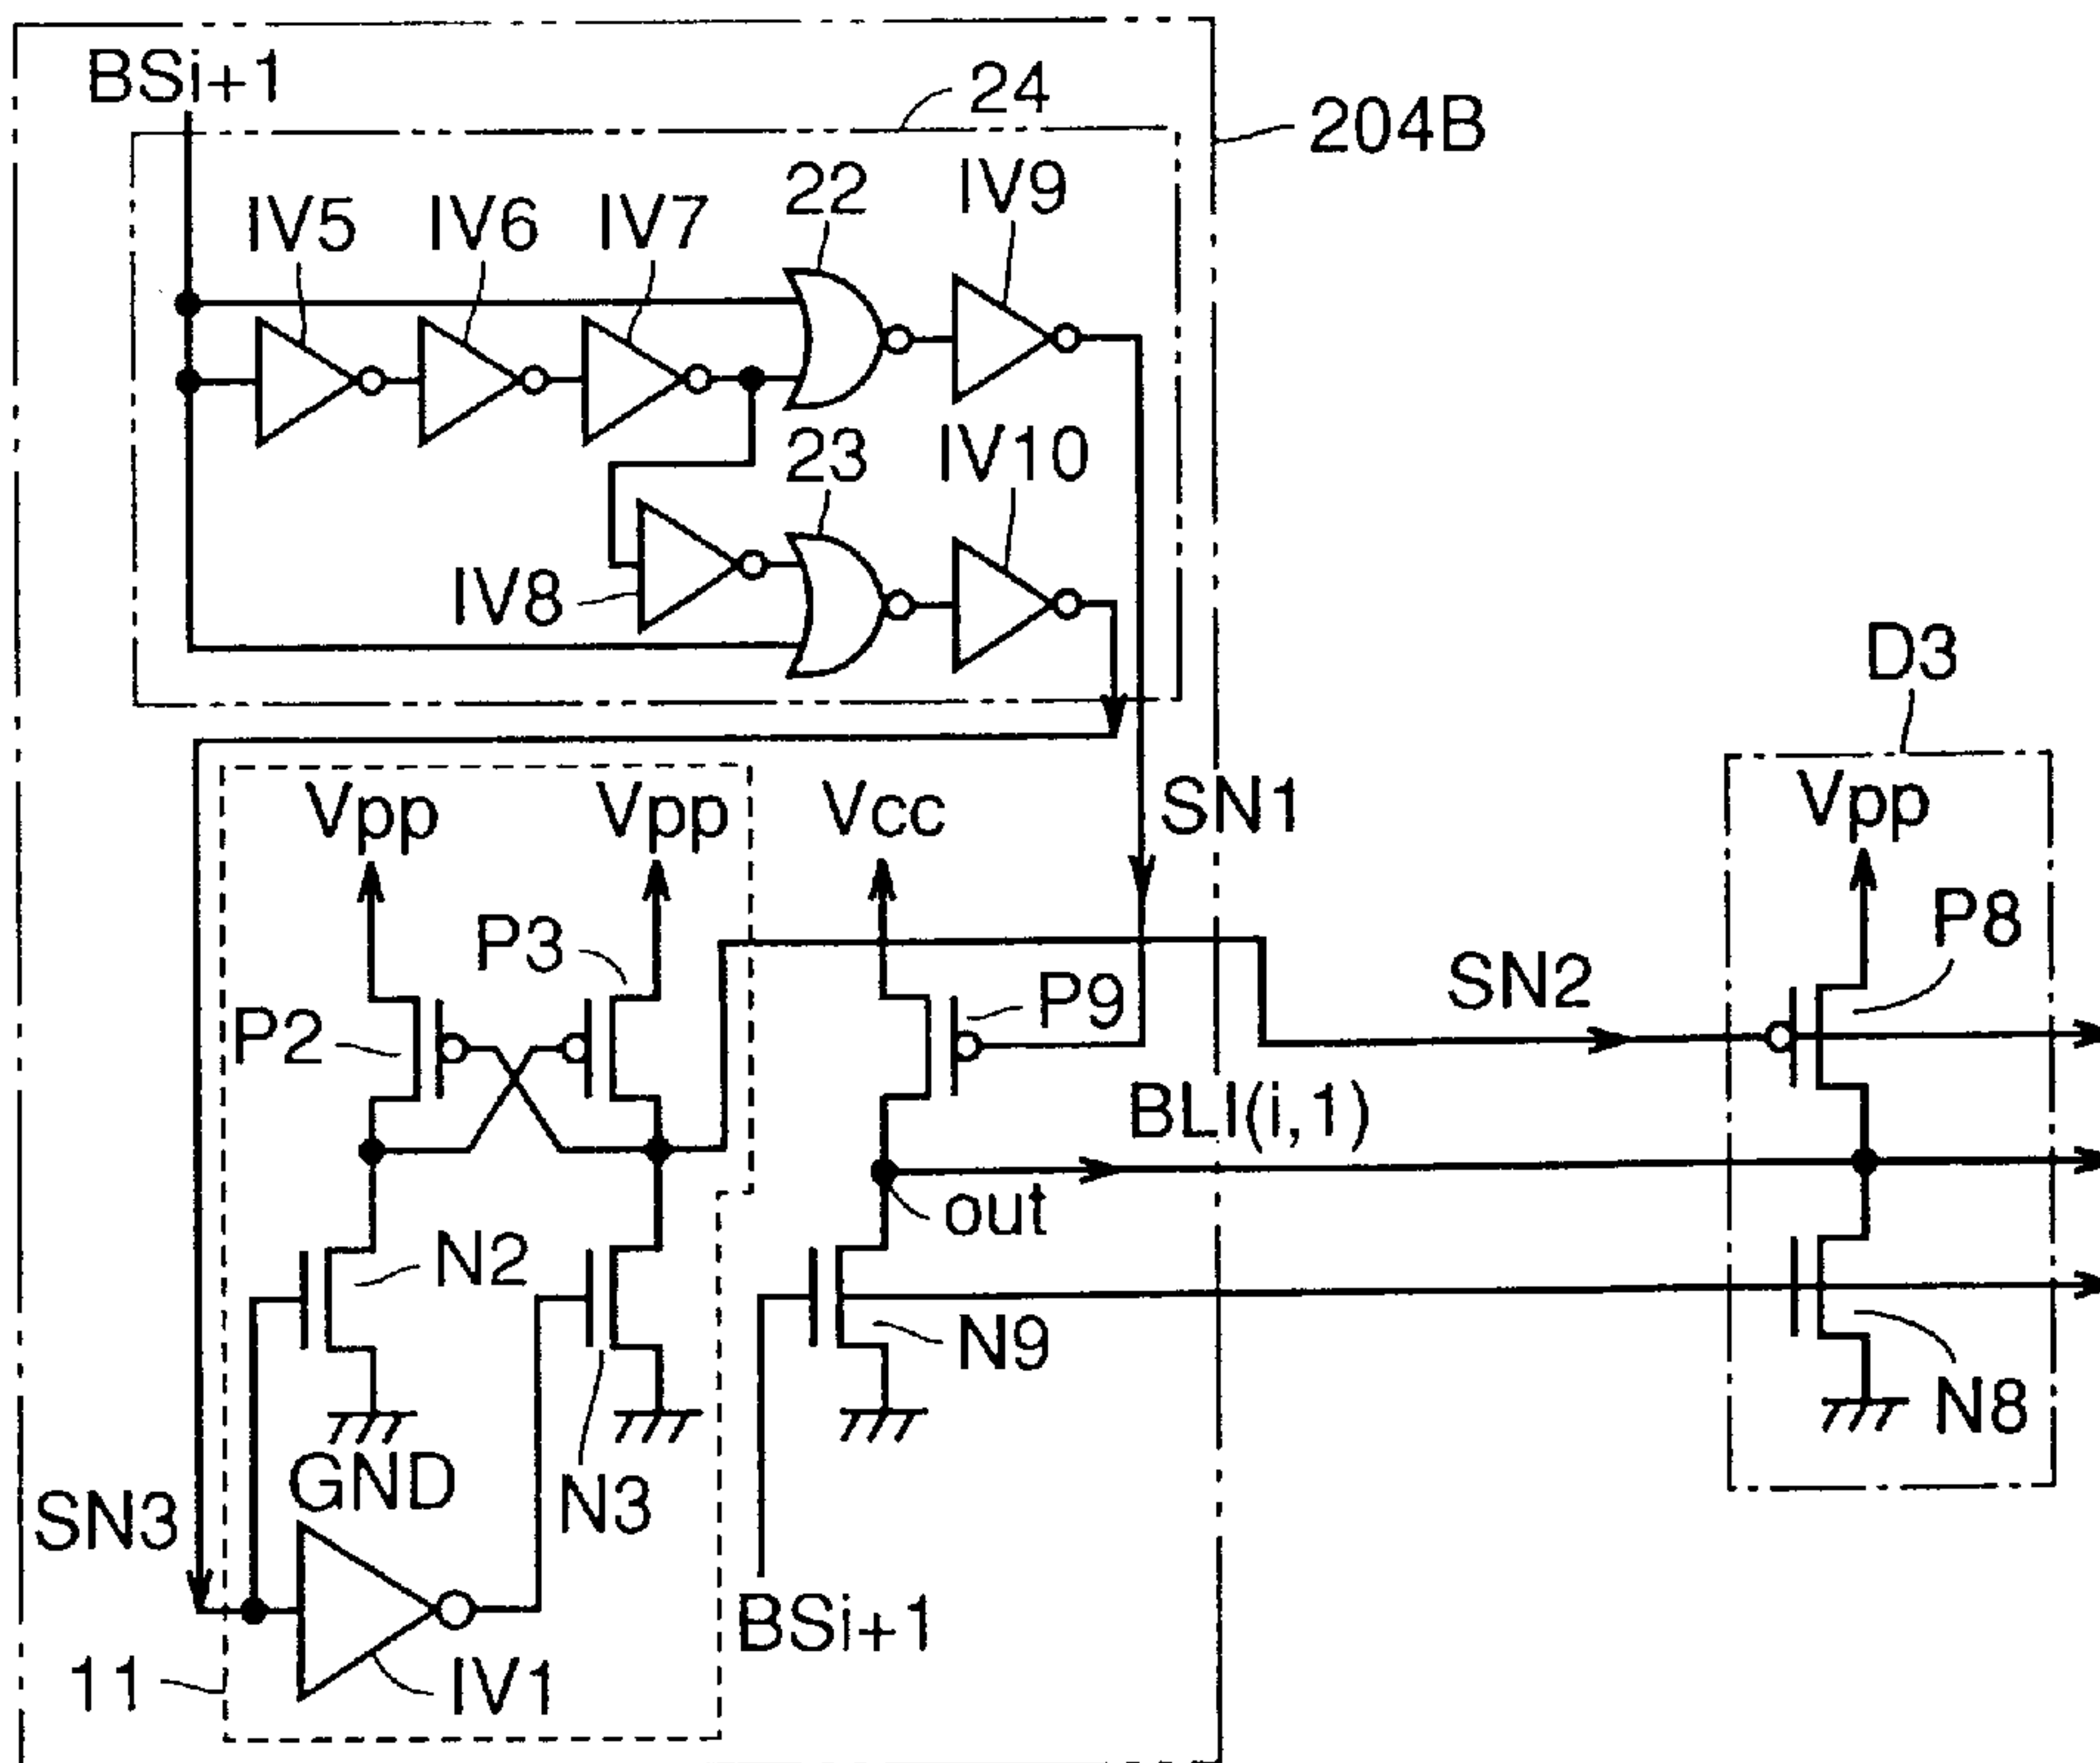 BSi+1
24
204B
22
IV9
IV5
IV6
IV7
23
IV10
IV8
D3
Vpp
Vpp
Vcc
SN1
Vpp
P3
P8
P2
P9
SN2
BLI(i,1)
out
N2
N9
N8
GND
N3
SN3
BSi+1
11
IV1